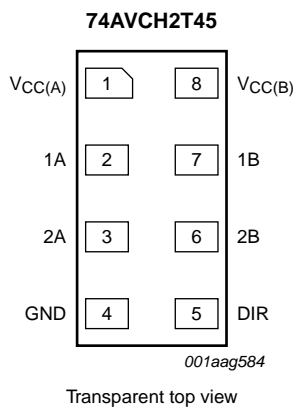 74AVCH2T45
VCC(A) 1 8 VCC(B)
1A 2 7 1B
2A 3 6 2B
GND 4 5 DIR
001aag584
Transparent top view